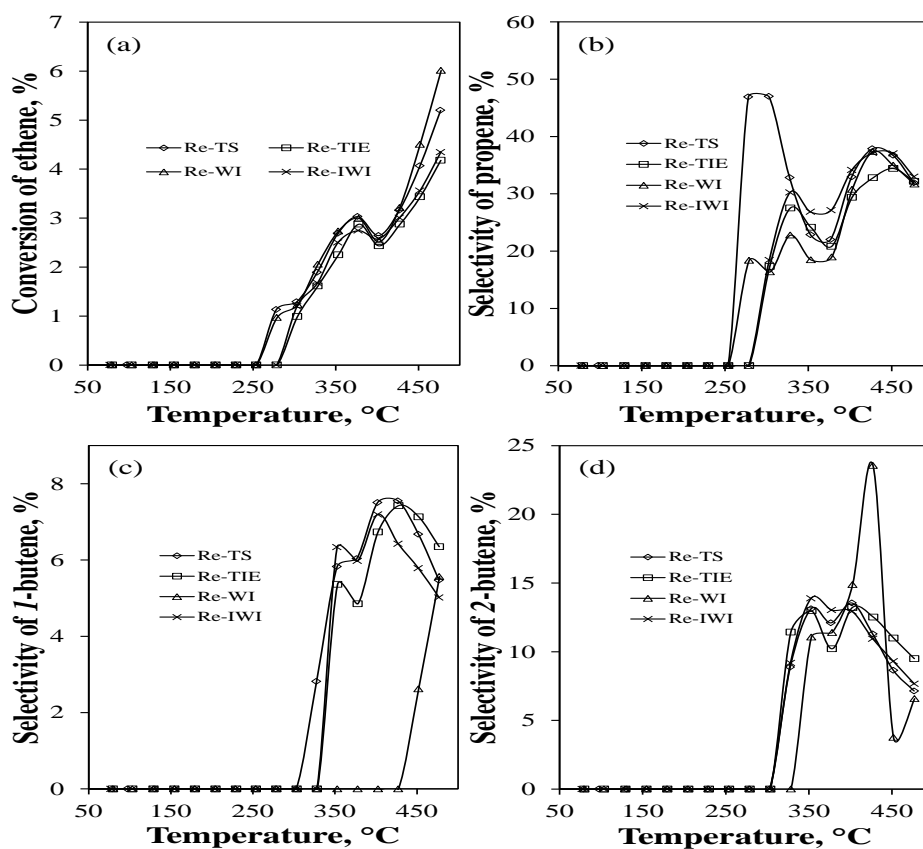 (a)
Conversion of ethene, %
7
6
5
4
3
2
1
0
Re-TS Re-TIE
Re-WI Re-IWI
50 150 250 350 450
Temperature, °C
(b)
Selectivity of propene, %
60
50
40
30
20
10
0
Re-TS
Re-TIE
Re-WI
Re-IWI
50 150 250 350 450
Temperature, °C
(c)
Selectivity of 1-butene, %
8
6
4
2
0
Re-TS
Re-TIE
Re-WI
Re-IWI
50 150 250 350 450
Temperature, °C
(d)
Selectivity of 2-butene, %
25
20
15
10
5
0
Re-TS
Re-TIE
Re-WI
Re-IWI
50 150 250 350 450
Temperature, °C